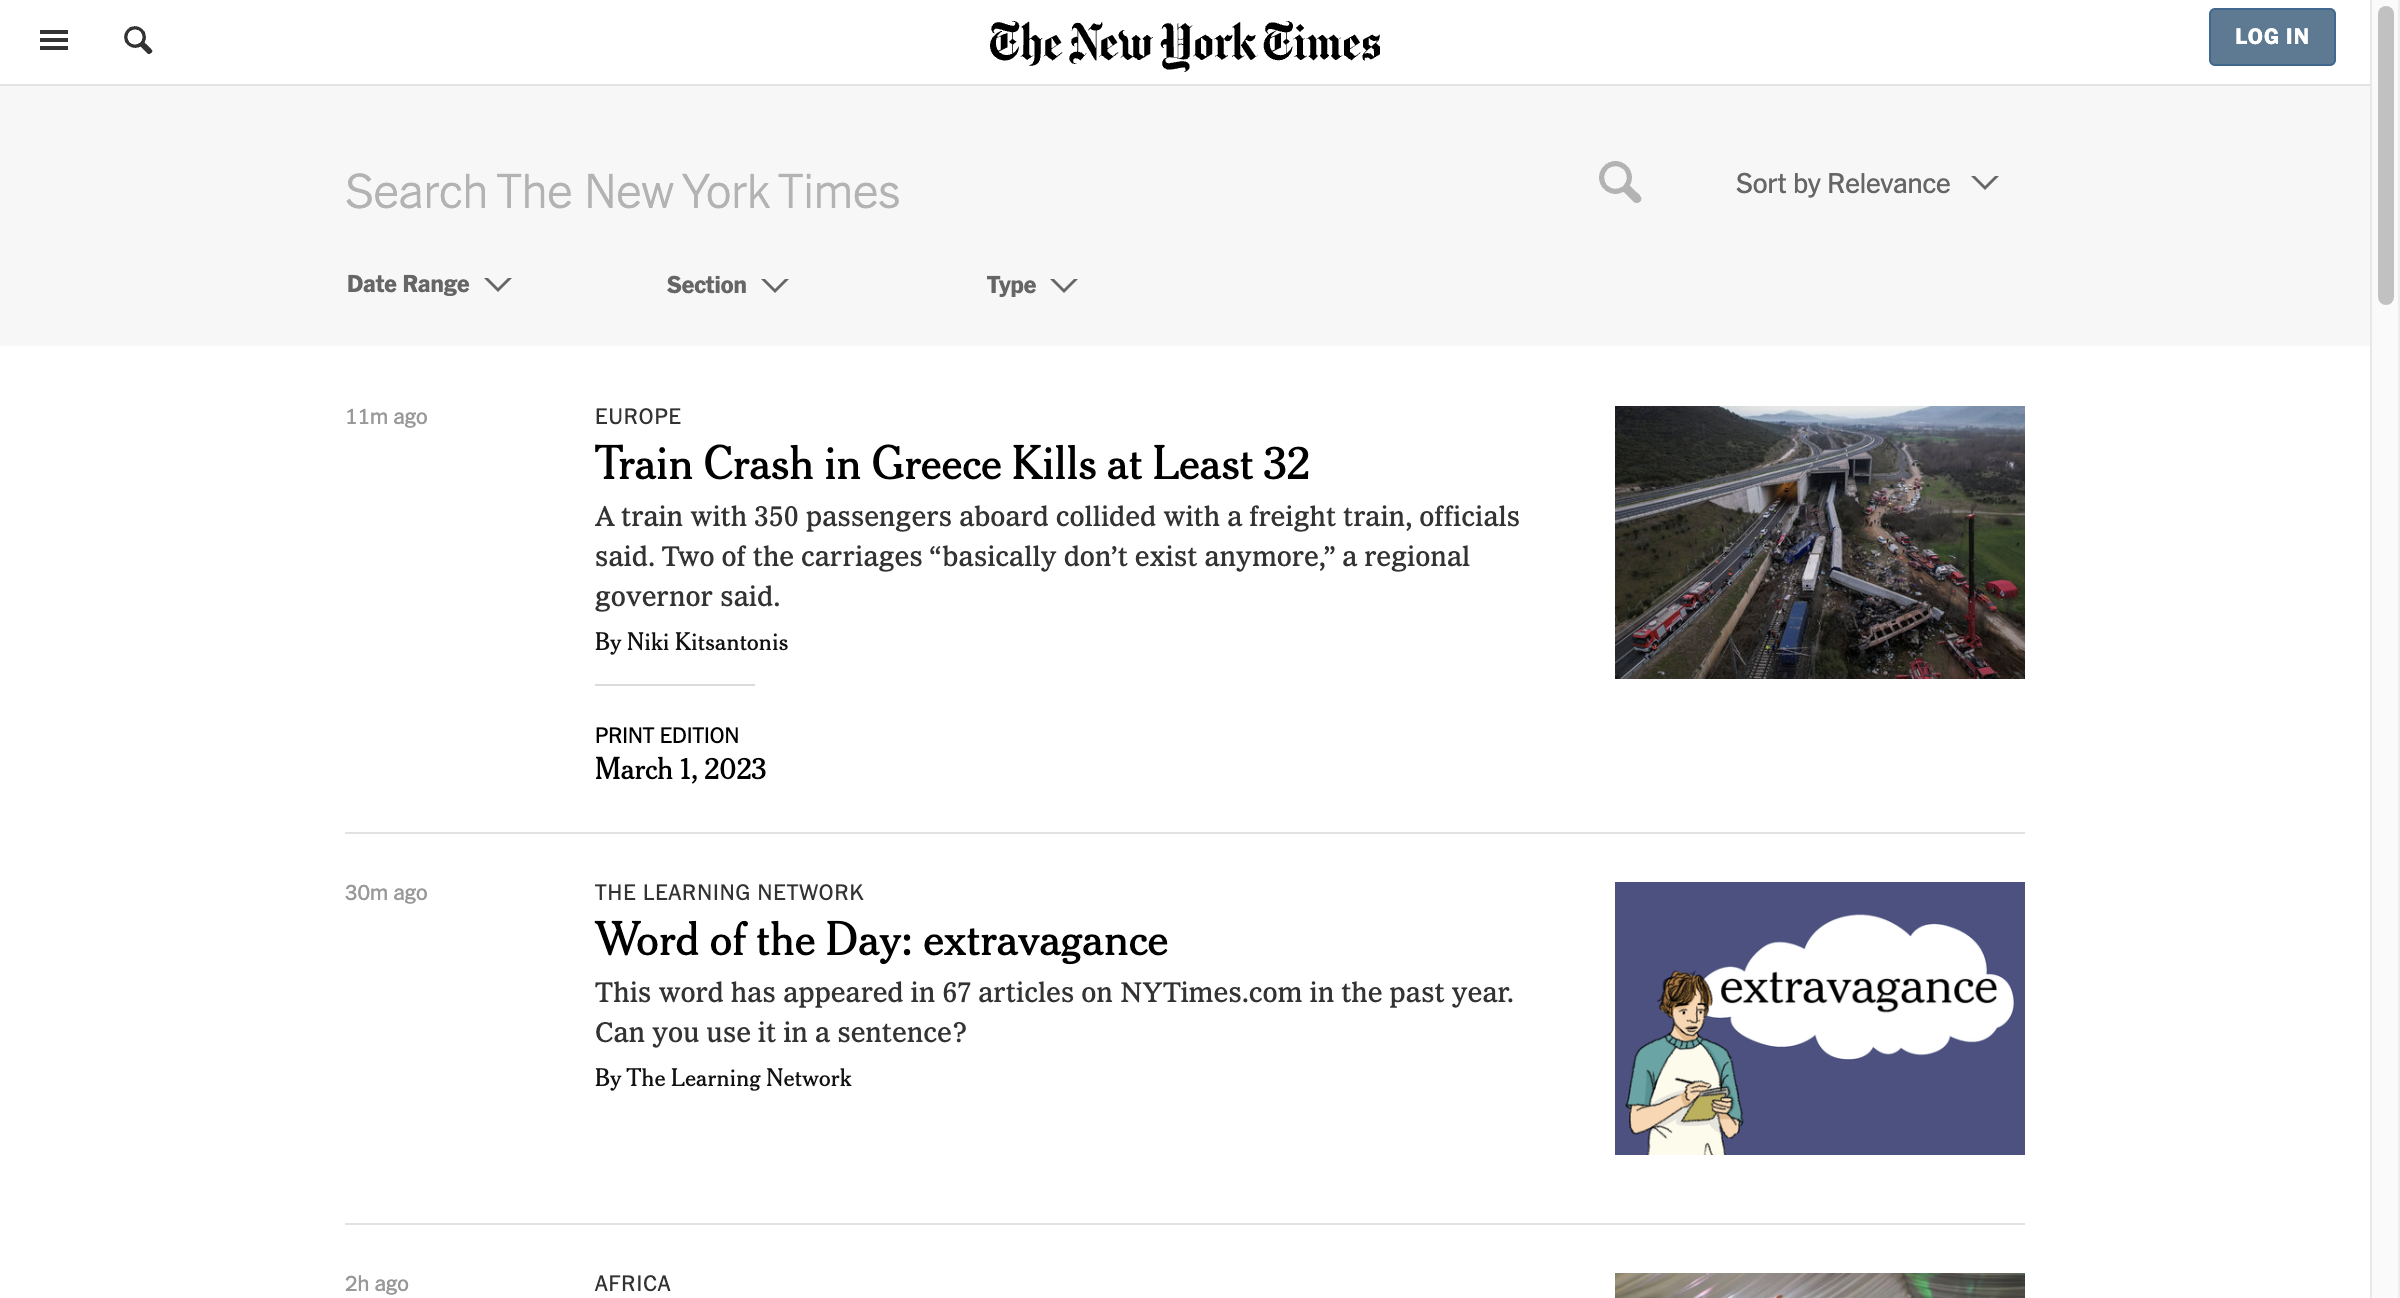 The New York Times
LOG IN
Search The New York Times
Sort by Relevance
Date Range
Section
Type
11m ago
EUROPE
Train Crash in Greece Kills at Least 32
A train with 350 passengers aboard collided with a freight train, officials
said. Two of the carriages “basically don’t exist anymore,” a regional
governor said.
By Niki Kitsantonis
PRINT EDITION
March 1, 2023
30m ago
THE LEARNING NETWORK
Word of the Day: extravagance
This word has appeared in 67 articles on NYTimes.com in the past year.
Can you use it in a sentence?
By The Learning Network
extravagance
2h ago
AFRICA